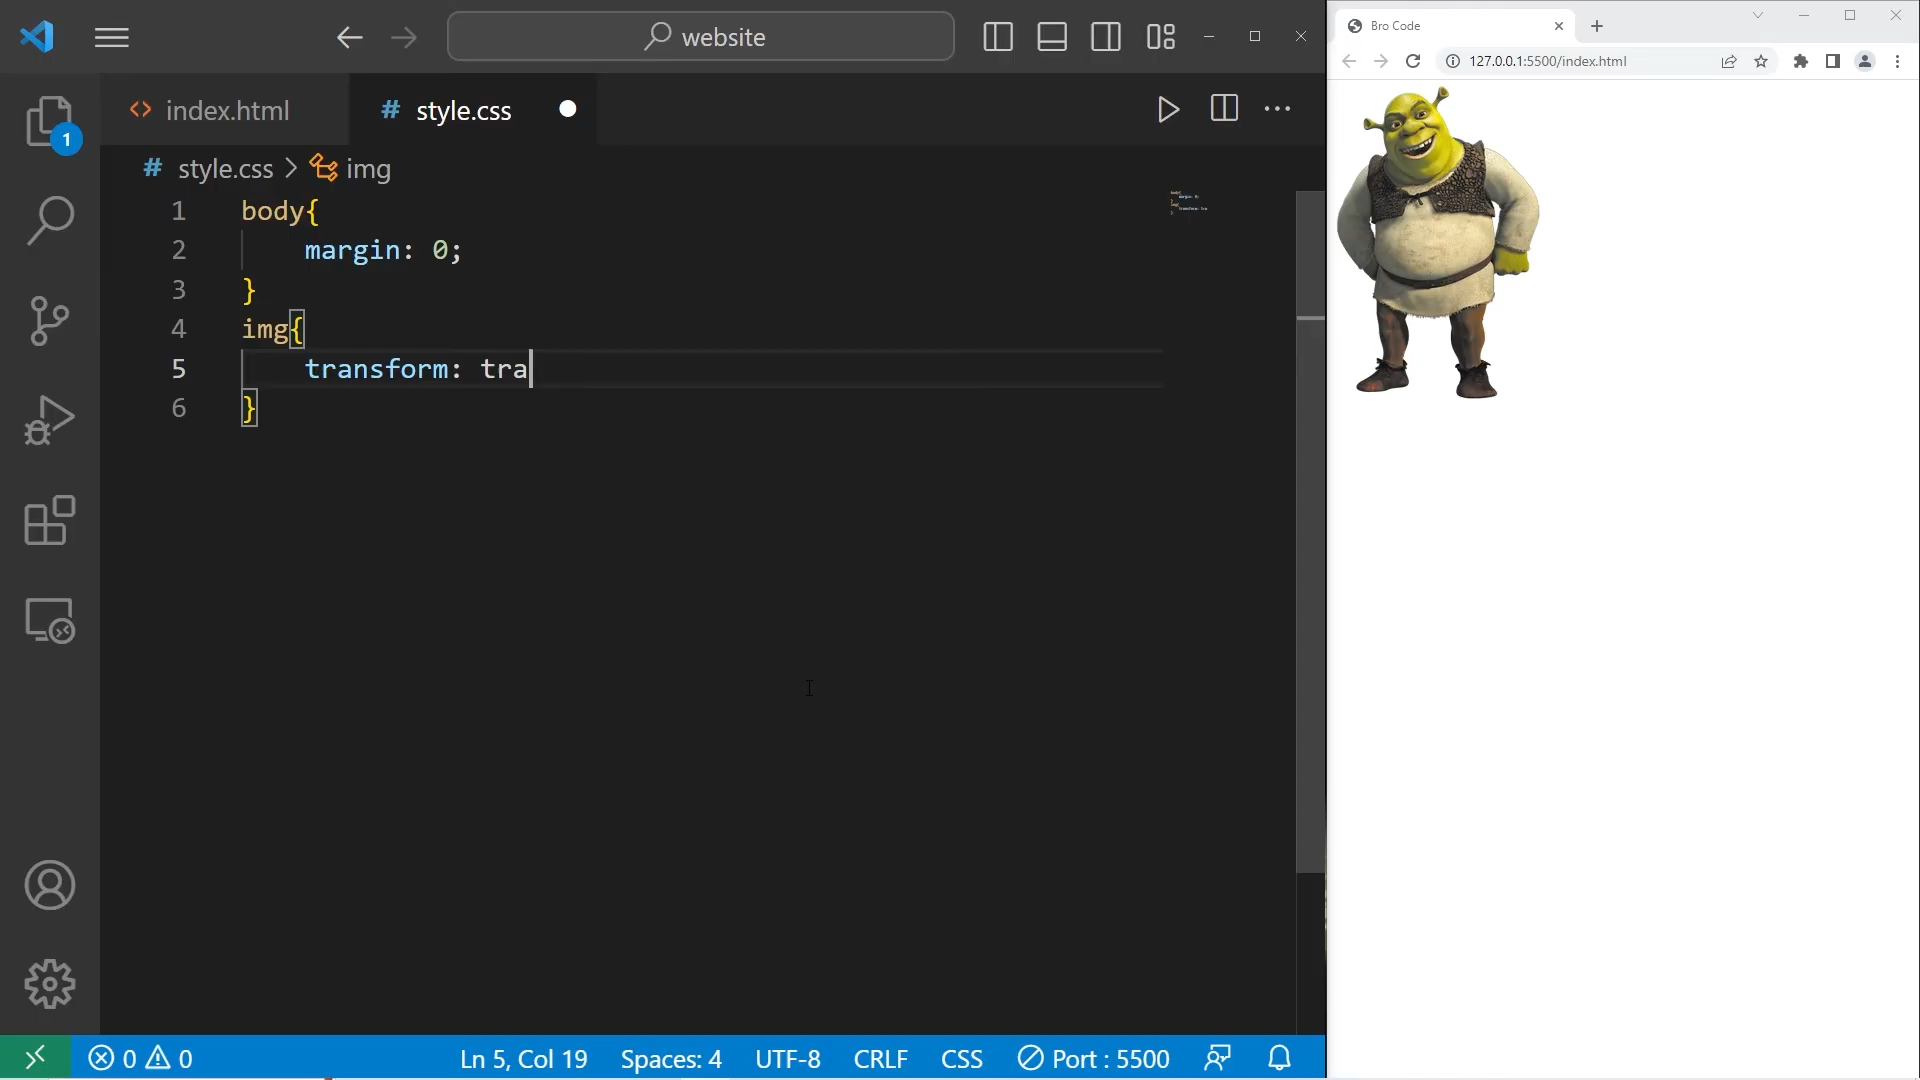 website
Bro Code
127.0.0.1:5500/index.html
1
<> index.html
# style.css
# style.css > img
1 body{
2 margin: 0;
3 }
4 img{
5 transform: tra
6 }
0 0
Ln 5, Col 19
Spaces: 4
UTF-8
CRLF
CSS
Port : 5500